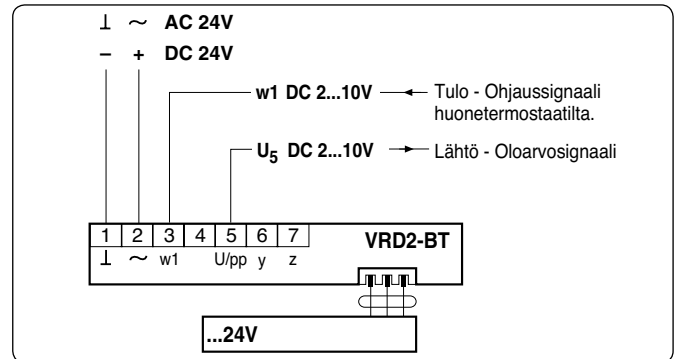 ⊥ ~ AC 24V
– + DC 24V
w1 DC 2...10V Tulo - Ohjaussignaali
huonetermostaatilta.
U5 DC 2...10V Lähtö - Oloarvosignaali
1 2 3 4 5 6 7 VRD2-BT
⊥ ~ w1 U/pp y z
...24V